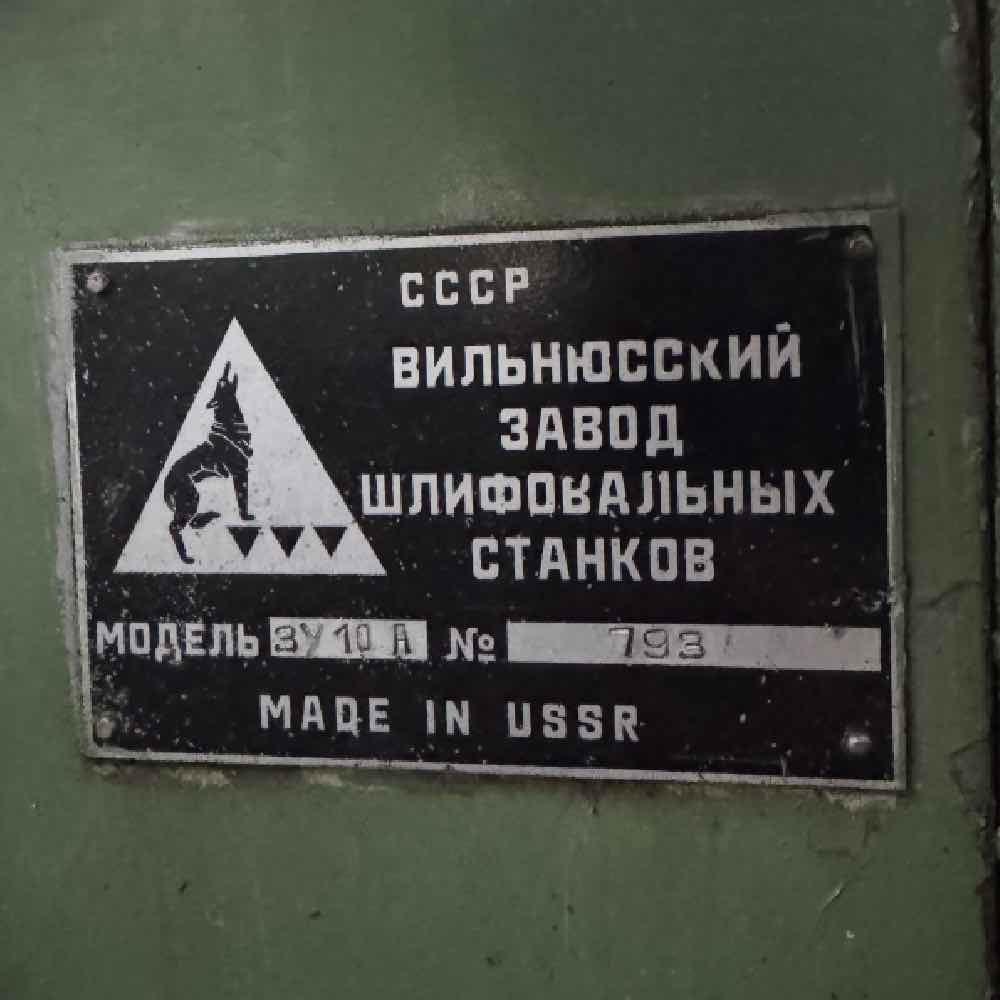 СССР
ВИЛЬНЮССКИЙ
ЗАВОД
ШЛИФОВАЛЬНЫХ
СТАНКОВ
МОДЕЛЬ 3У10А № 793
MADE IN USSR